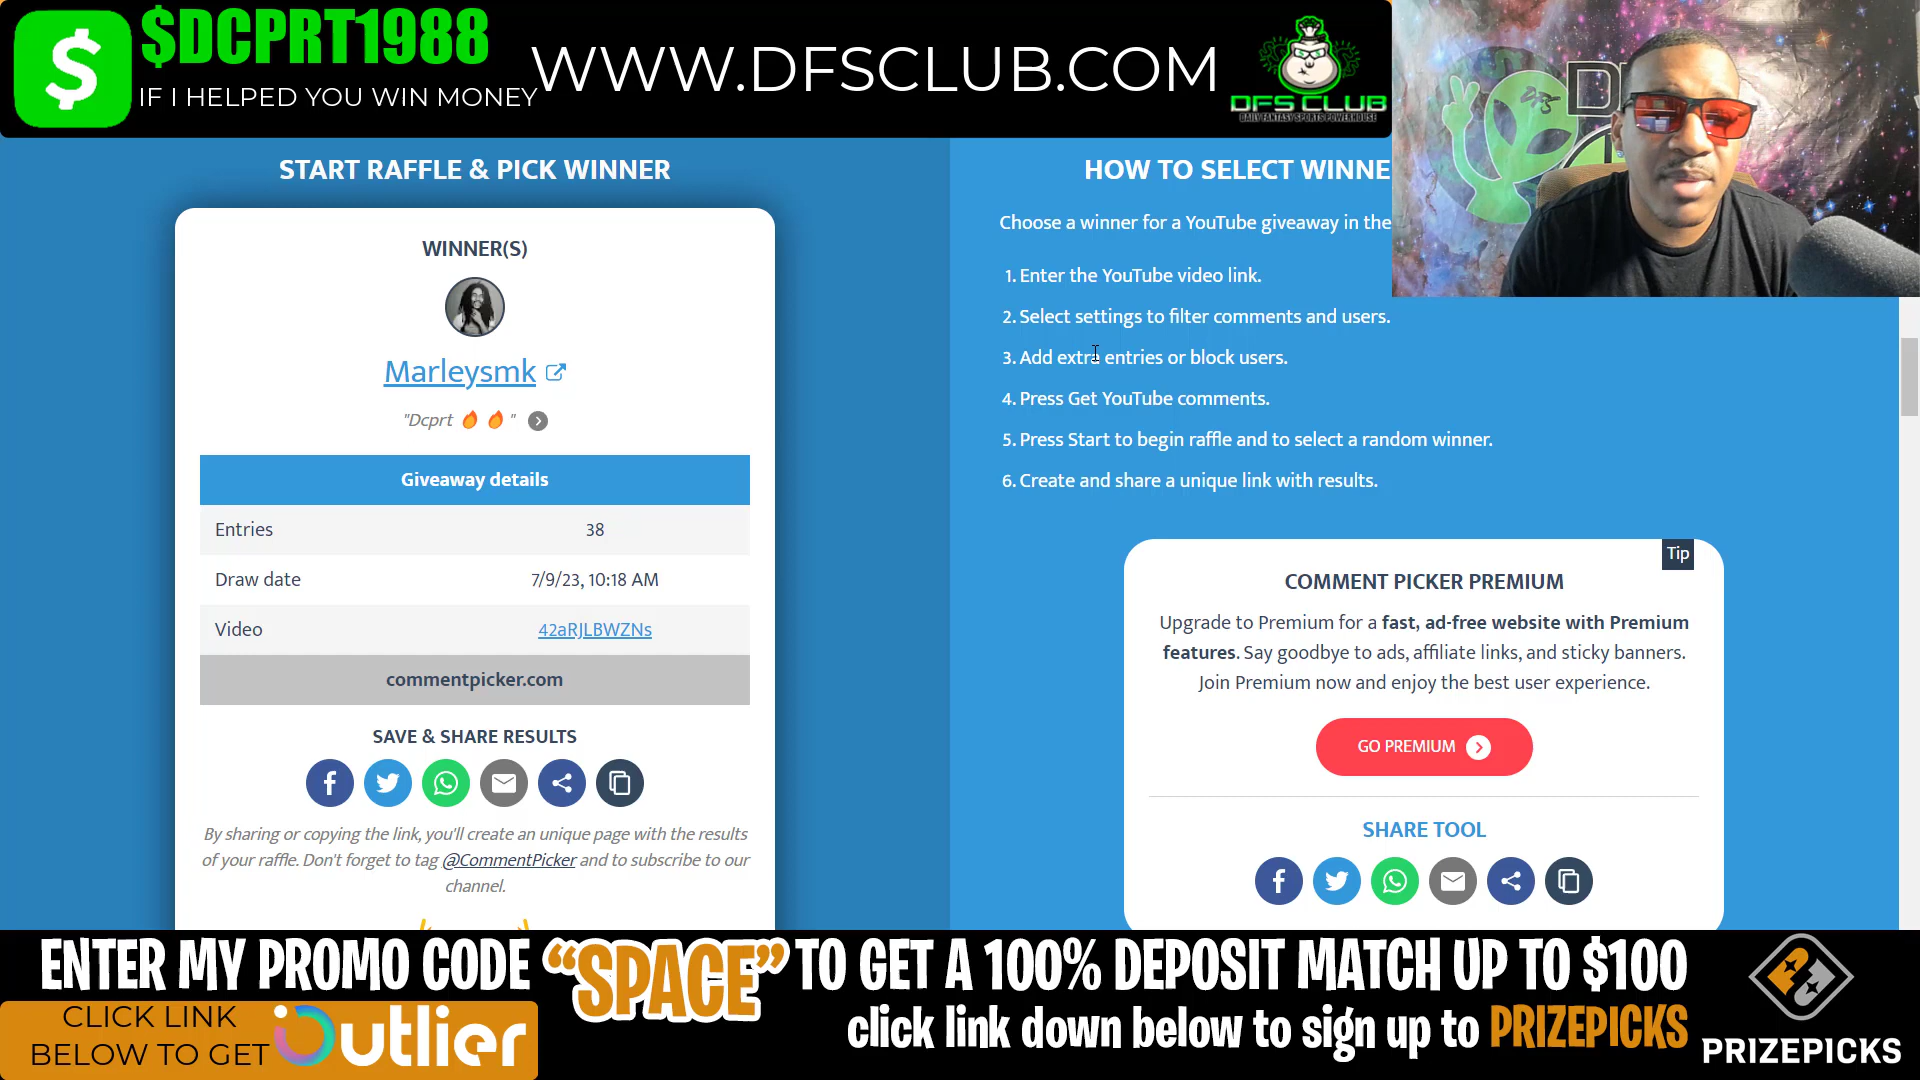 $DCPRT1988
IF I HELPED YOU WIN MONEY
WWW.DFSCLUB.COM
DFS CLUB
DAILY FANTASY SPORTS POWERHOUSE
START RAFFLE & PICK WINNER
WINNER(S)
Marleysmk
"Dcprt 🔥 🔥 "
Giveaway details
Entries 38
Draw date 7/9/23, 10:18 AM
Video 42aRJLBWZNs
commentpicker.com
SAVE & SHARE RESULTS
By sharing or copying the link, you'll create an unique page with the results
of your raffle. Don't forget to tag @CommentPicker and to subscribe to our
channel.
HOW TO SELECT WINNE
Choose a winner for a YouTube giveaway in the
1. Enter the YouTube video link.
2. Select settings to filter comments and users.
3. Add extra entries or block users.
4. Press Get YouTube comments.
5. Press Start to begin raffle and to select a random winner.
6. Create and share a unique link with results.
Tip
COMMENT PICKER PREMIUM
Upgrade to Premium for a fast, ad-free website with Premium
features. Say goodbye to ads, affiliate links, and sticky banners.
Join Premium now and enjoy the best user experience.
GO PREMIUM
SHARE TOOL
ENTER MY PROMO CODE "SPACE" TO GET A 100% DEPOSIT MATCH UP TO $100
click link down below to sign up to PRIZEPICKS
CLICK LINK
BELOW TO GET
Outlier
PRIZEPICKS